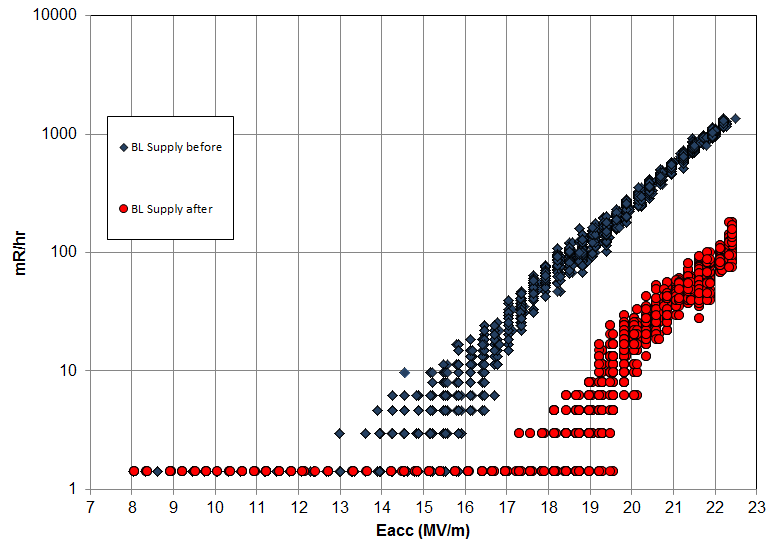 10000
1000
100
10
1
mR/hr
BL Supply before
BL Supply after
7 8 9 10 11 12 13 14 15 16 17 18 19 20 21 22 23
Eacc (MV/m)